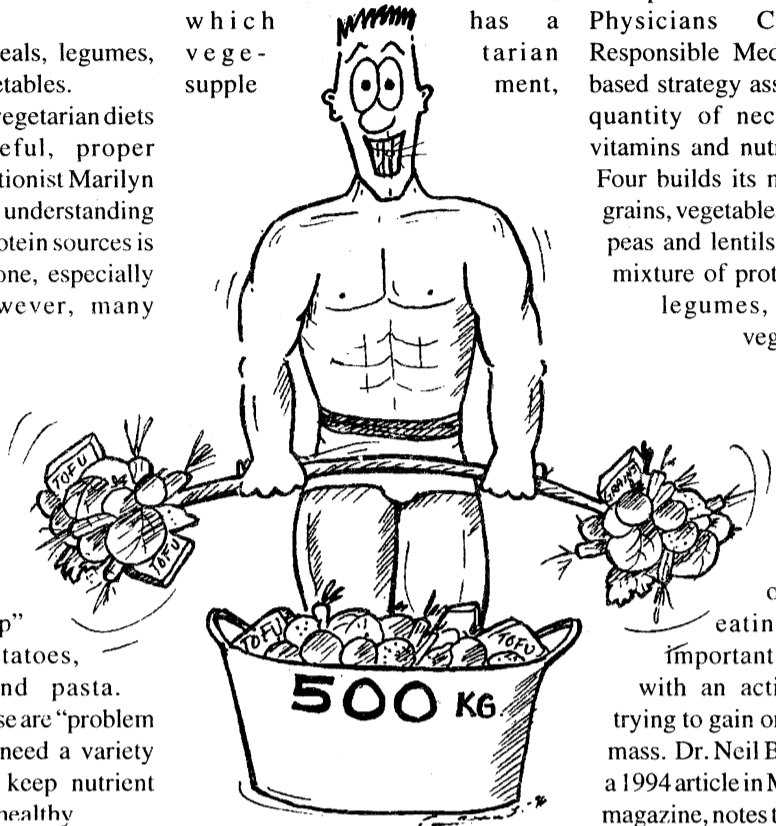 eals, legumes,
etables.
vegetarian diets
eful, proper
tionist Marilyn
understanding
otein sources is
one, especially
wever, many
p"
tatoes,
nd pasta.
se are "problem
need a variety
keep nutrient
healthy
which has a
vege- tarian
supple ment,
TOFU
TOFU
GRAINS
TOFU
TOFU
500 KG.
Physicians C
Responsible Med
based strategy ass
quantity of nec
vitamins and nutr
Four builds its n
grains, vegetable
peas and lentils
mixture of prot
legumes,
veg
eatin
important
with an acti
trying to gain or
mass. Dr. Neil B
a 1994 article in M
magazine, notes t